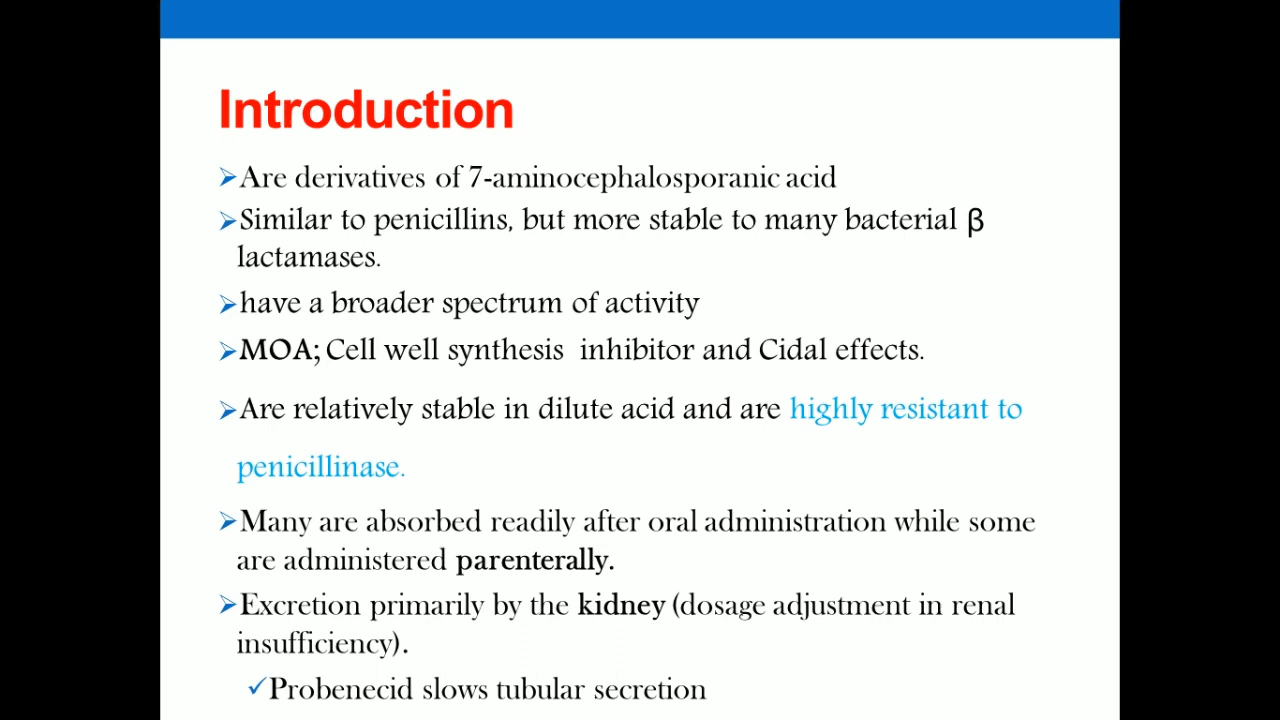 Introduction
➢Are derivatives of 7-aminocephalosporanic acid
➢Similar to penicillins, but more stable to many bacterial β
lactamases.
➢have a broader spectrum of activity
➢MOA; Cell well synthesis inhibitor and Cidal effects.
➢Are relatively stable in dilute acid and are highly resistant to
penicillinase.
➢Many are absorbed readily after oral administration while some
are administered parenterally.
➢Excretion primarily by the kidney (dosage adjustment in renal
insufficiency).
✓Probenecid slows tubular secretion